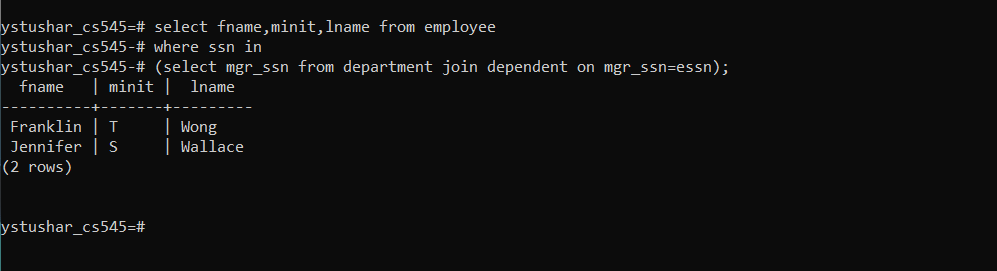 ystushar_cs545=# select fname,minit,lname from employee
ystushar_cs545-# where ssn in
ystushar_cs545-# (select mgr_ssn from department join dependent on mgr_ssn=essn);
  fname   | minit |  lname
----------+-------+---------
 Franklin | T     | Wong
 Jennifer | S     | Wallace
(2 rows)
ystushar_cs545=#